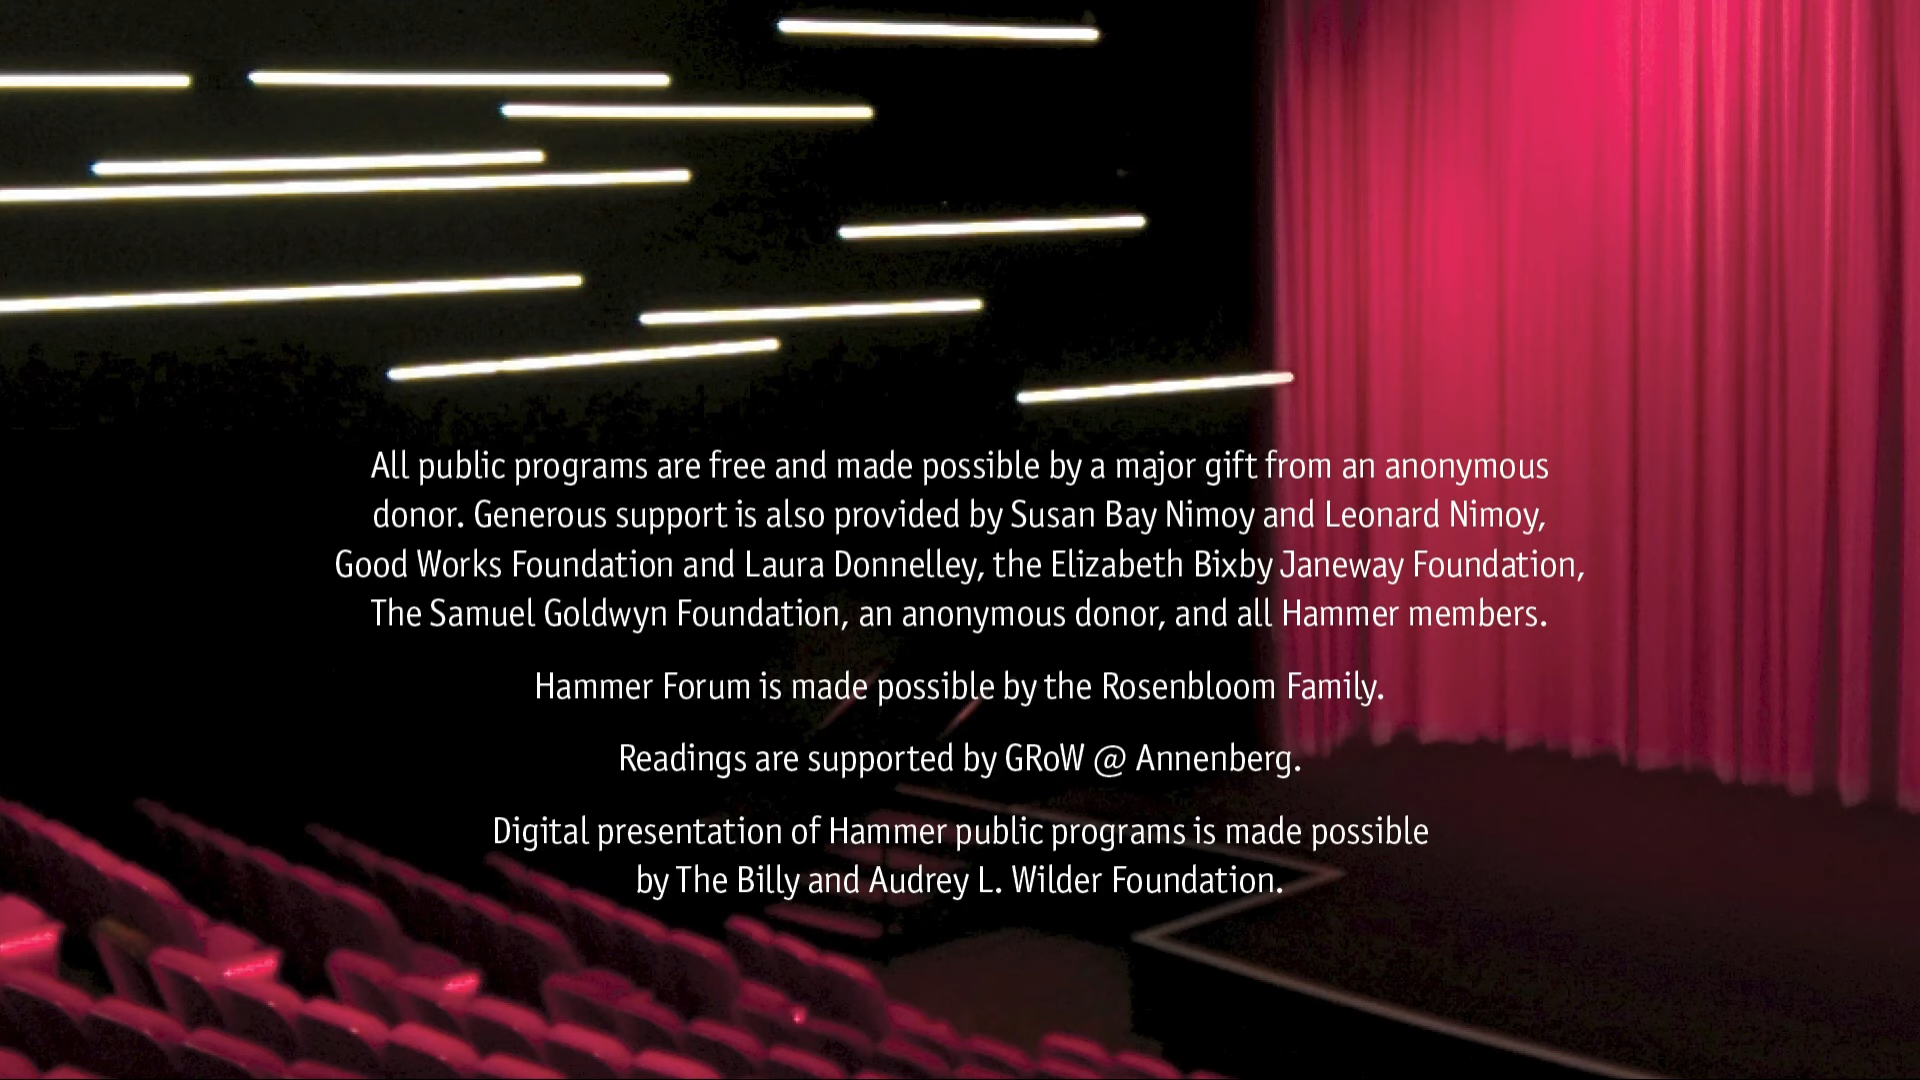 All public programs are free and made possible by a major gift from an anonymous
donor. Generous support is also provided by Susan Bay Nimoy and Leonard Nimoy,
Good Works Foundation and Laura Donnelley, the Elizabeth Bixby Janeway Foundation,
The Samuel Goldwyn Foundation, an anonymous donor, and all Hammer members.
Hammer Forum is made possible by the Rosenbloom Family.
Readings are supported by GRoW @ Annenberg.
Digital presentation of Hammer public programs is made possible
by The Billy and Audrey L. Wilder Foundation.